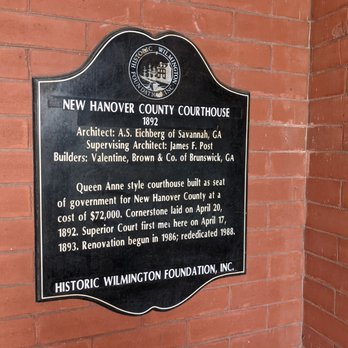 HISTORIC WILMINGTON FOUNDATION
NEW HANOVER COUNTY COURTHOUSE
1892
Architect: A.S. Eichberg of Savannah, GA
Supervising Architect: James F. Post
Builders: Valentine, Brown & Co. of Brunswick, GA
Queen Anne style courthouse built as seat
of government for New Hanover County at a
cost of $72,000. Cornerstone laid on April 20,
1892. Superior Court first met here on April 17,
1893. Renovation begun in 1986; rededicated 1988.
HISTORIC WILMINGTON FOUNDATION, INC.